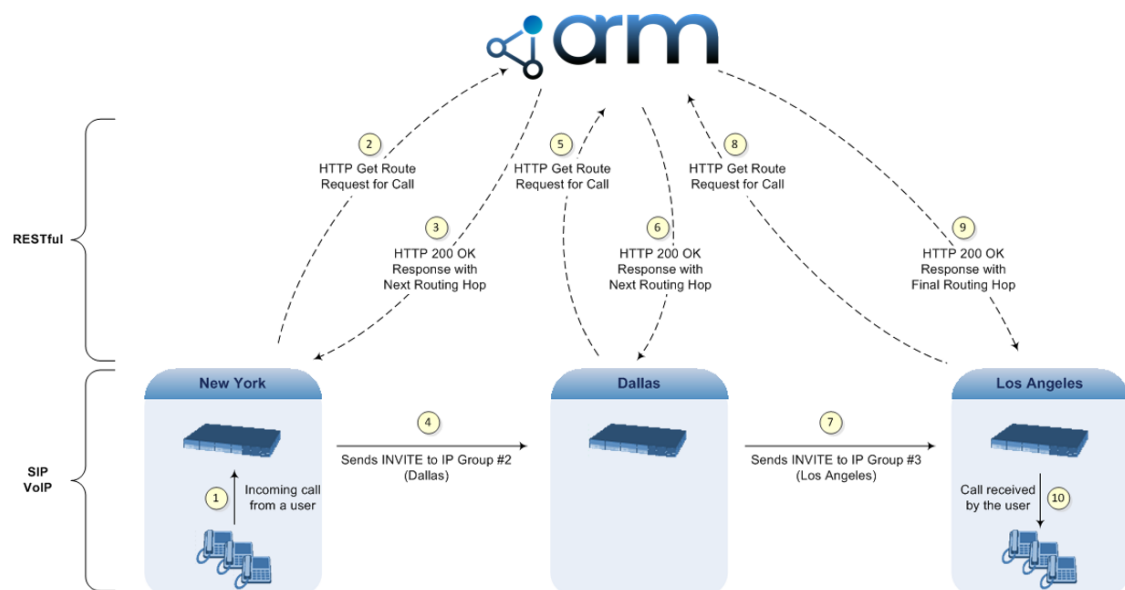 arm
2
HTTP Get Route
Request for Call
5
HTTP Get Route
Request for Call
8
HTTP Get Route
Request for Call
3
HTTP 200 OK
Response with
Next Routing Hop
6
HTTP 200 OK
Response with
Next Routing Hop
9
HTTP 200 OK
Response with
Final Routing Hop
RESTful
New York
Dallas
Los Angeles
4
Sends INVITE to IP Group #2
(Dallas)
7
Sends INVITE to IP Group #3
(Los Angeles)
SIP
VoIP
1
Incoming call
from a user
Call received
by the user
10